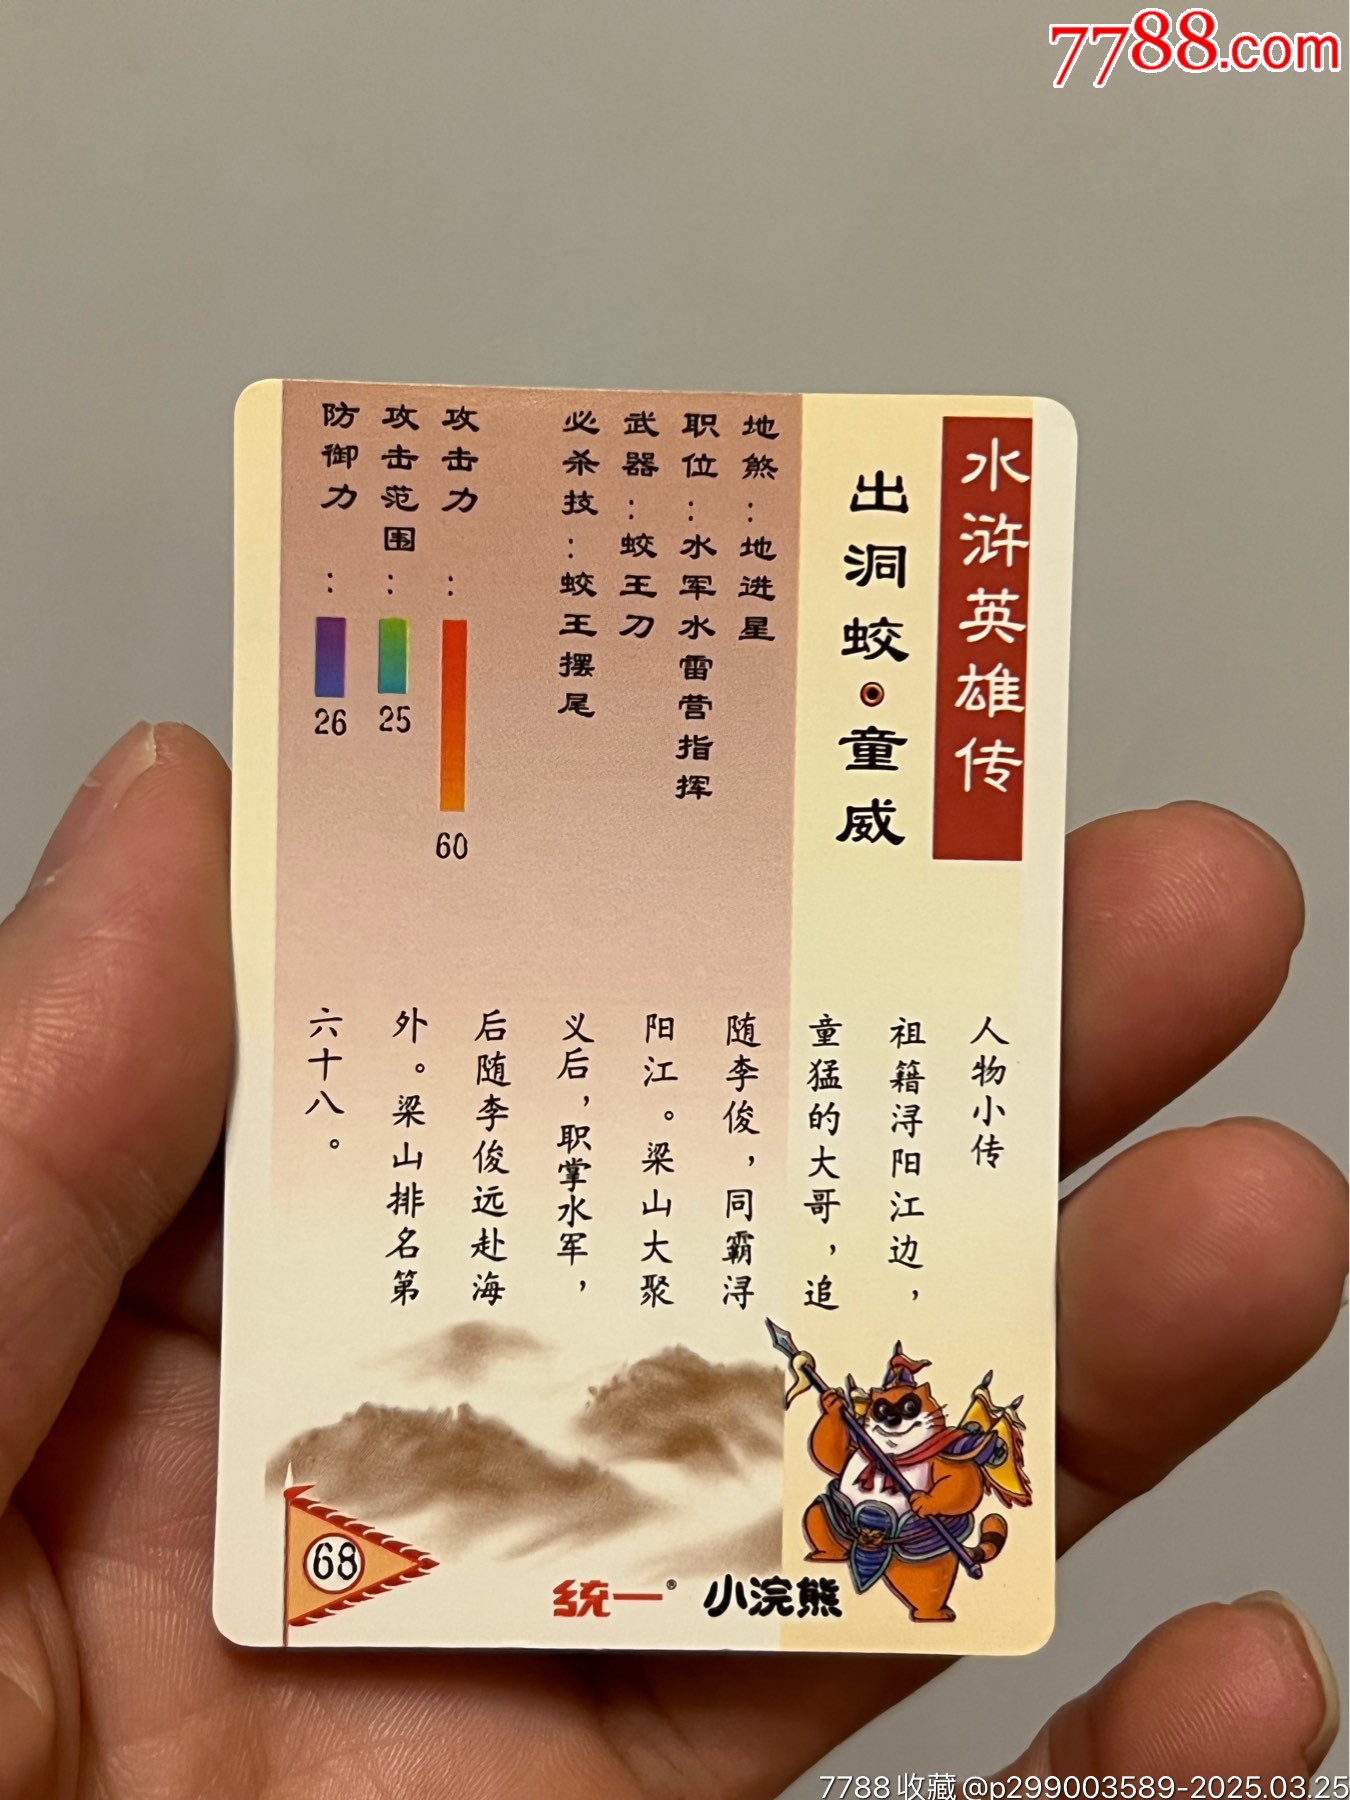 7788.com
水浒英雄传
出洞蛟·童威
地煞：地进星
职位：水军水雷营指挥
武器：蛟王刀
必杀技：蛟王摆尾
攻击力：
60
攻击范围：
25
防御力：
26
人物小传
祖籍浔阳江边，
童猛的大哥，追
随李俊，同霸浔
阳江。梁山大聚
义后，职掌水军，
后随李俊远赴海
外。梁山排名第
六十八。
68
统一® 小浣熊
7788收藏@p299003589-2025.03.25